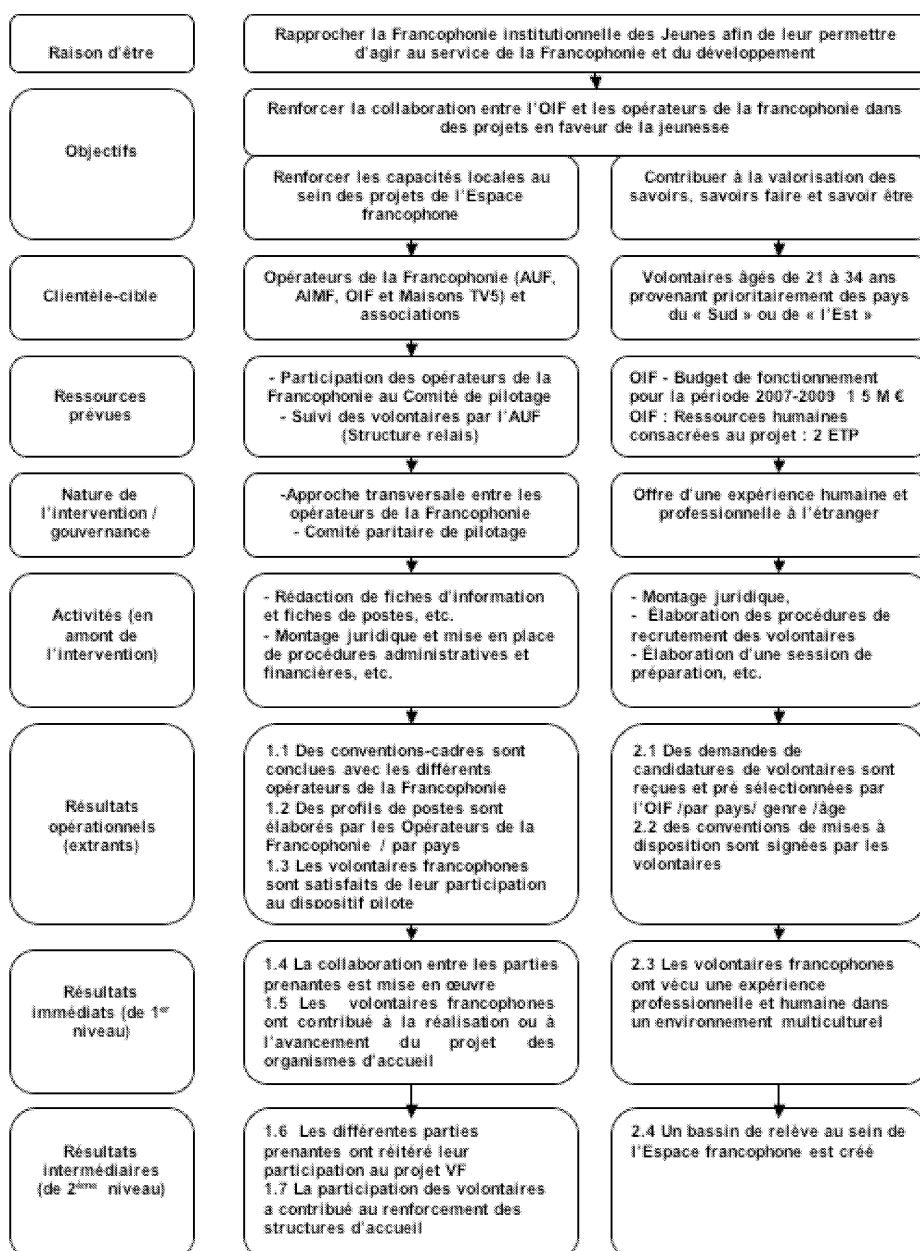 Raison d'être
Rapprocher la Francophonie institutionnelle des Jeunes afin de leur permettre
d'agir au service de la Francophonie et du développement
Objectifs
Renforcer la collaboration entre l'OIF et les opérateurs de la francophonie dans
des projets en faveur de la jeunesse
Renforcer les capacités locales au
sein des projets de l'Espace
francophone
Contribuer à la valorisation des
savoirs, savoirs faire et savoir être
Clientèle-cible
Opérateurs de la Francophonie (AUF,
AIMF, OIF et Maisons TV5) et
associations
Volontaires âgés de 21 à 34 ans
provenant prioritairement des pays
du « Sud » ou de « l'Est »
Ressources
prévues
- Participation des opérateurs de la
Francophonie au Comité de pilotage
- Suivi des volontaires par l'AUF
(Structure relais)
OIF - Budget de fonctionnement
pour la période 2007-2009 1 5 M €
OIF : Ressources humaines
consacrées au projet : 2 ETP
Nature de
l'intervention /
gouvernance
-Approche transversale entre les
opérateurs de la Francophonie
- Comité paritaire de pilotage
Offre d'une expérience humaine et
professionnelle à l'étranger
Activités (en
amont de
l'intervention)
- Rédaction de fiches d'information
et fiches de postes, etc.
- Montage juridique et mise en place
de procédures administratives et
financières, etc.
- Montage juridique,
- Élaboration des procédures de
recrutement des volontaires
- Élaboration d'une session de
préparation, etc.
Résultats
opérationnels
(extrants)
1.1 Des conventions-cadres sont
conclues avec les différents
opérateurs de la Francophonie
1.2 Des profils de postes sont
élaborés par les Opérateurs de la
Francophonie / par pays
1.3 Les volontaires francophones
sont satisfaits de leur participation
au dispositif pilote
2.1 Des demandes de
candidatures de volontaires sont
reçues et pré sélectionnées par
l'OIF /par pays/ genre /âge
2.2 des conventions de mises à
disposition sont signées par les
volontaires
Résultats
immédiats (de 1er
niveau)
1.4 La collaboration entre les parties
prenantes est mise en œuvre
1.5 Les volontaires francophones
ont contribué à la réalisation ou à
l'avancement du projet des
organismes d'accueil
2.3 Les volontaires francophones
ont vécu une expérience
professionnelle et humaine dans
un environnement multiculturel
Résultats
intermédiaires
(de 2ème niveau)
1.6 Les différentes parties
prenantes ont réitéré leur
participation au projet VF
1.7 La participation des volontaires
a contribué au renforcement des
structures d'accueil
2.4 Un bassin de relève au sein de
l'Espace francophone est créé